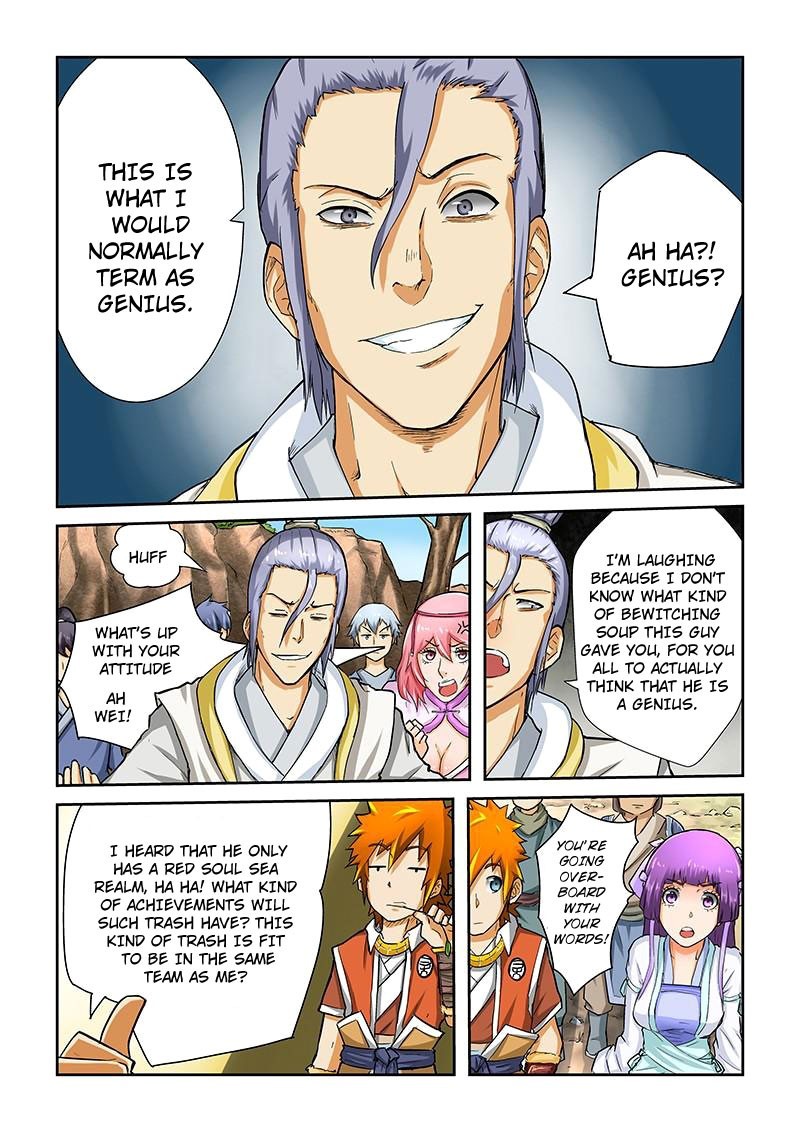 THIS IS
WHAT I
WOULD
NORMALLY
TERM AS
GENIUS.
AH HA?!
GENIUS?
HUFF
WHAT'S UP
WITH YOUR
ATTITUDE
AH
WEI!
I'M LAUGHING
BECAUSE I DON'T
KNOW WHAT KIND
OF BEWITCHING
SOUP THIS GUY
GAVE YOU, FOR YOU
ALL TO ACTUALLY
THINK THAT HE IS
A GENIUS.
I HEARD THAT HE ONLY
HAS A RED SOUL SEA
REALM, HA HA! WHAT KIND
OF ACHIEVEMENTS WILL
SUCH TRASH HAVE? THIS
KIND OF TRASH IS FIT
TO BE IN THE SAME
TEAM AS ME?
YOU'RE
GOING
OVER-
BOARD
WITH
YOUR
WORDS!